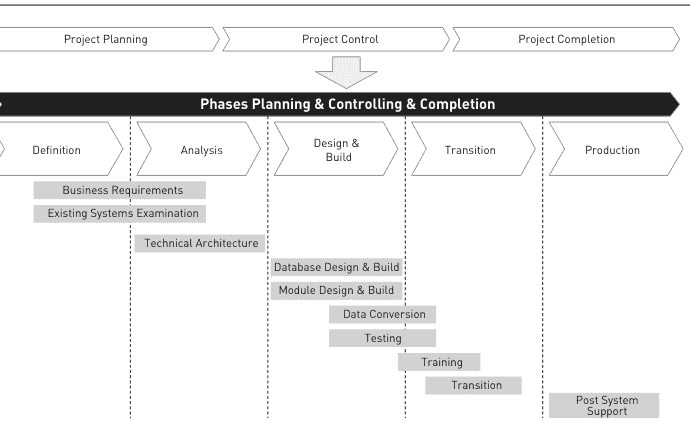 Project Planning
Project Control
Project Completion
Phases Planning & Controlling & Completion
Definition
Analysis
Design &
Build
Transition
Production
Business Requirements
Existing Systems Examination
Technical Architecture
Database Design & Build
Module Design & Build
Data Conversion
Testing
Training
Transition
Post System
Support